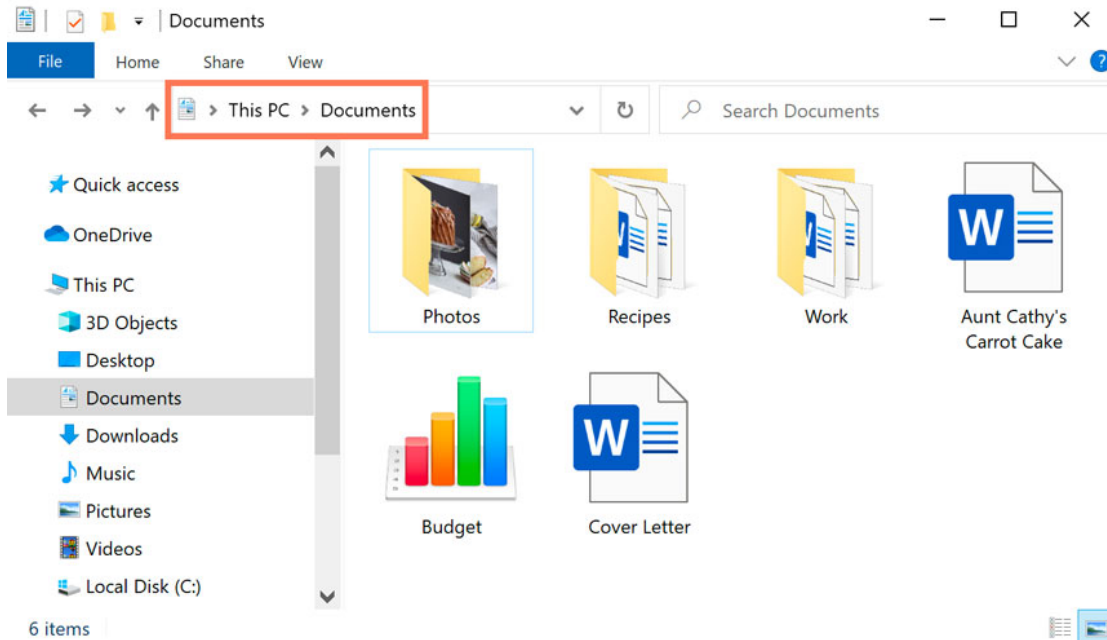 Documents
File Home Share View
?
This PC > Documents
Search Documents
Quick access
OneDrive
This PC
3D Objects
Desktop
Documents
Downloads
Music
Pictures
Videos
Local Disk (C:)
Photos
Recipes
Work
W
Aunt Cathy's
Carrot Cake
Budget
W
Cover Letter
6 items